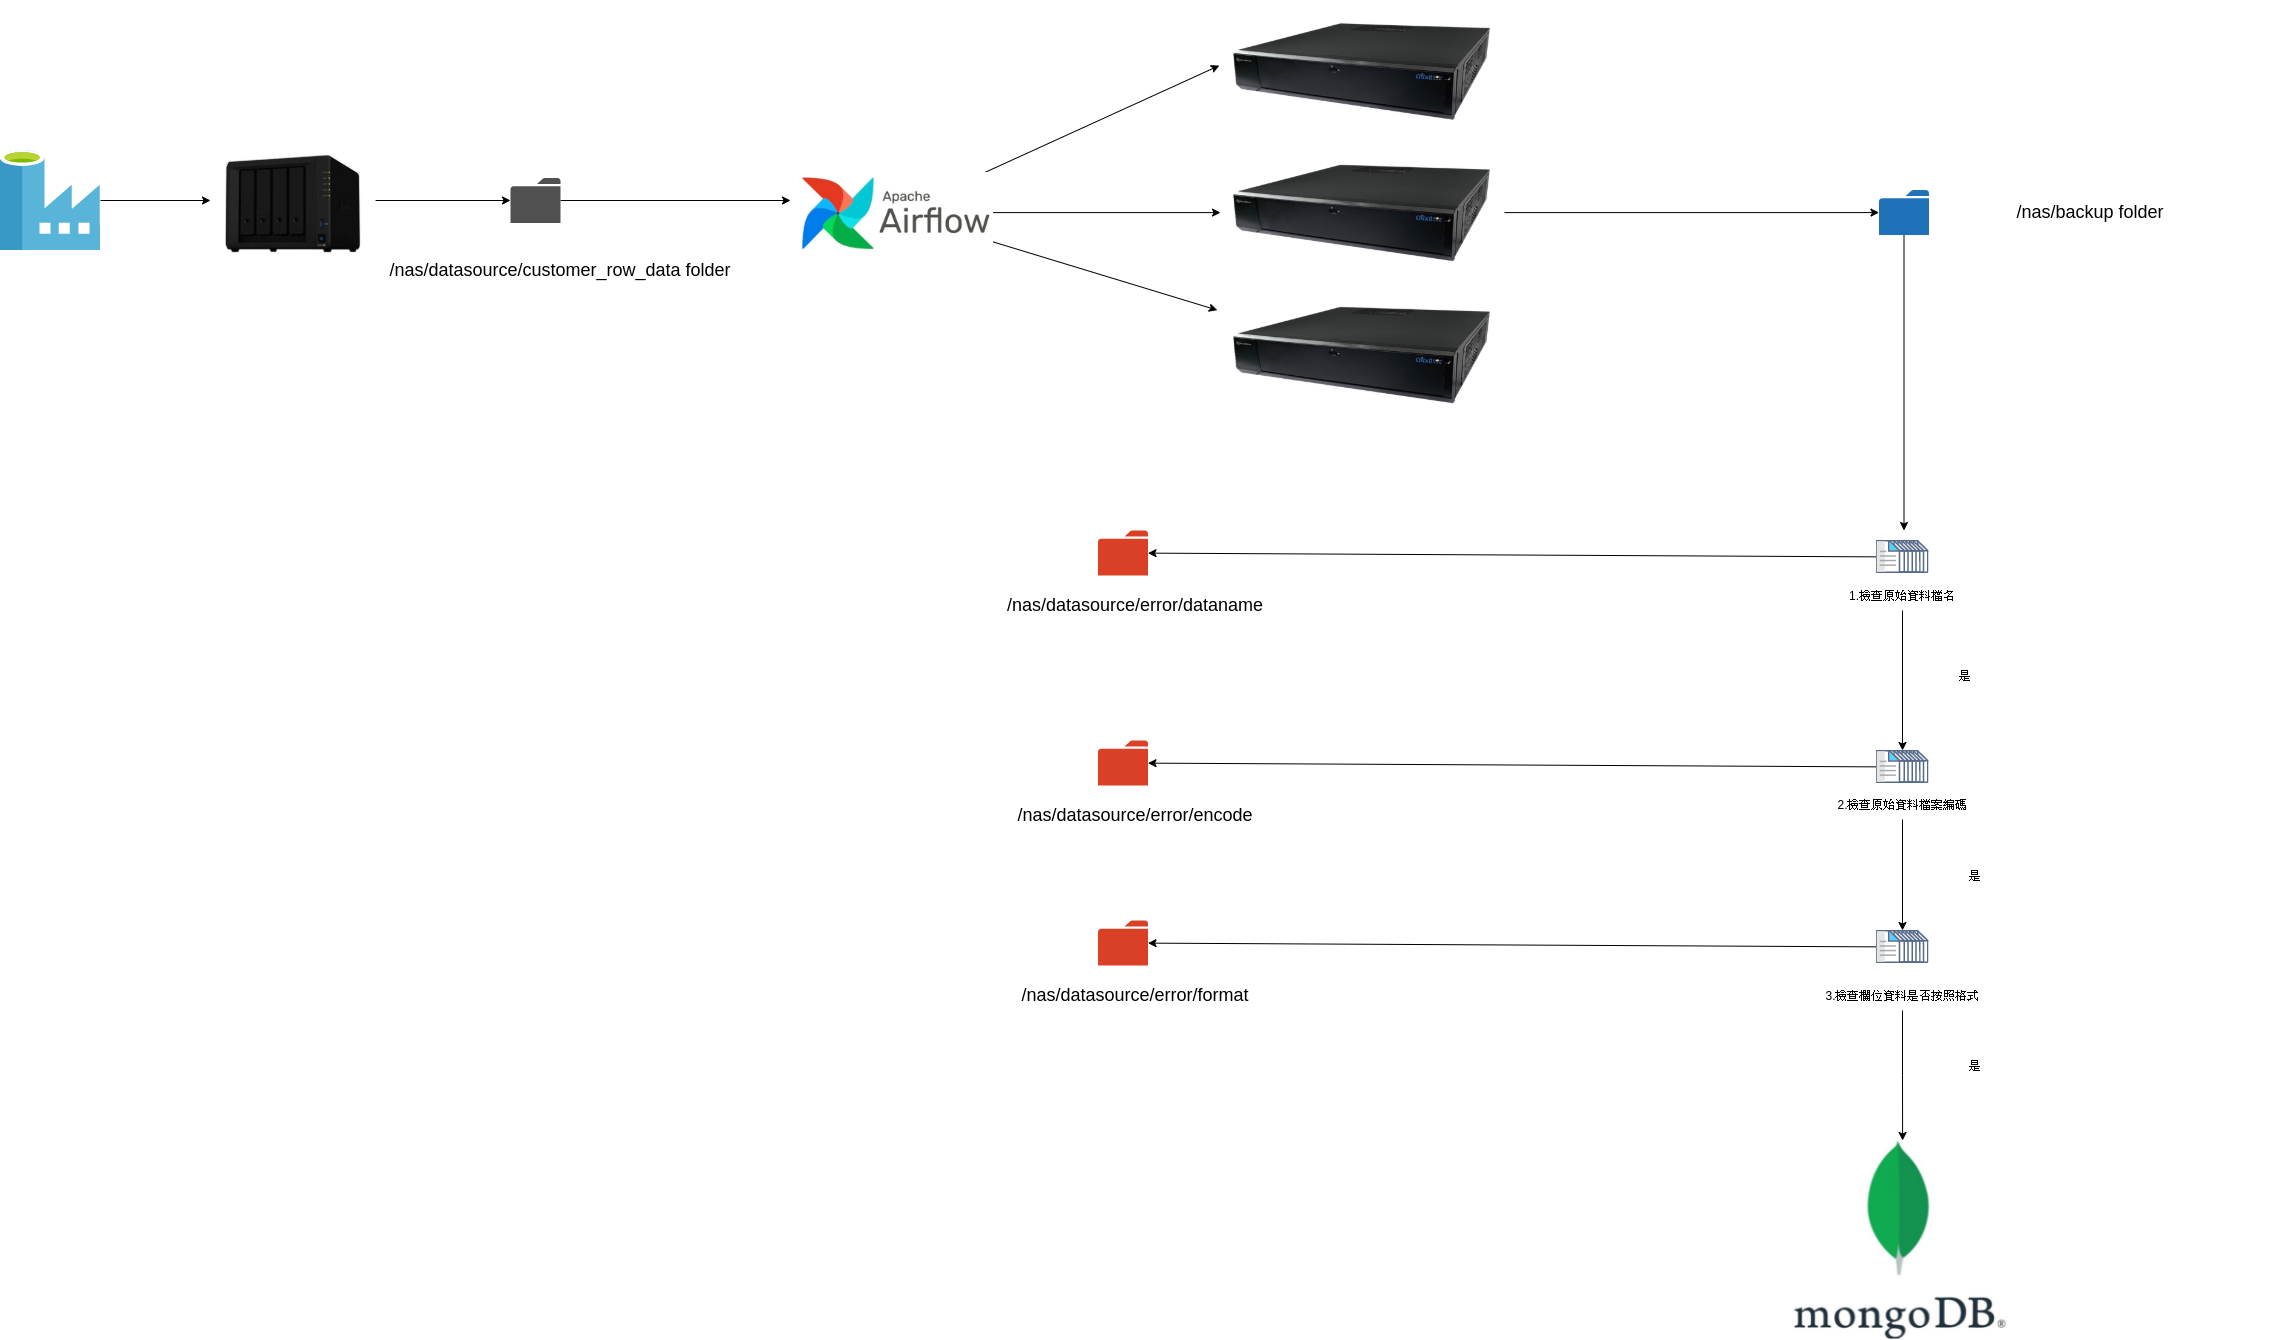 Apache
Airflow
/nas/backup folder
/nas/datasource/customer_row_data folder
/nas/datasource/error/dataname
1.檢查原始資料檔名
是
/nas/datasource/error/encode
2.檢查原始資料檔案編碼
是
/nas/datasource/error/format
3.檢查欄位資料是否按照格式
是
mongoDB®